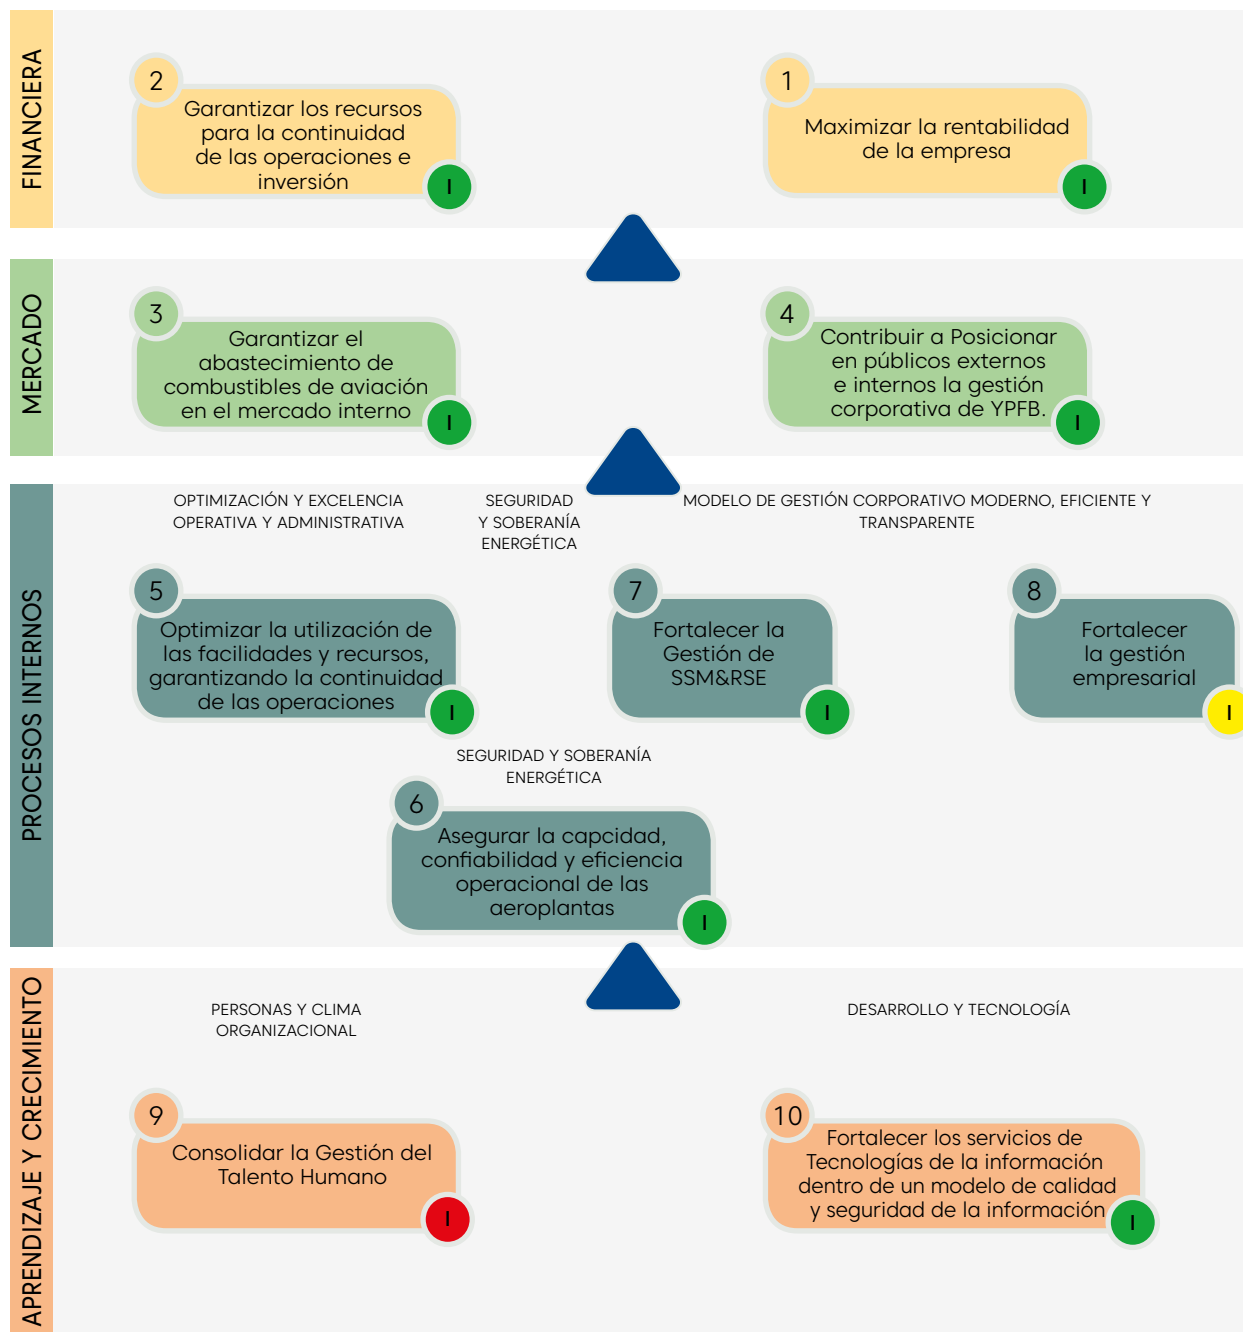 FINANCIERA
2
Garantizar los recursos
para la continuidad
de las operaciones e
inversión
I
1
Maximizar la rentabilidad
de la empresa
I
MERCADO
3
Garantizar el
abastecimiento de
combustibles de aviación
en el mercado interno
I
4
Contribuir a Posicionar
en públicos externos
e internos la gestión
corporativa de YPFB.
I
PROCESOS INTERNOS
OPTIMIZACIÓN Y EXCELENCIA
OPERATIVA Y ADMINISTRATIVA
SEGURIDAD
Y SOBERANÍA
ENERGÉTICA
MODELO DE GESTIÓN CORPORATIVO MODERNO, EFICIENTE Y
TRANSPARENTE
5
Optimizar la utilización de
las facilidades y recursos,
garantizando la continuidad
de las operaciones
I
7
Fortalecer la
Gestión de
SSM&RSE
I
8
Fortalecer
la gestión
empresarial
I
SEGURIDAD Y SOBERANÍA
ENERGÉTICA
6
Asegurar la capcidad,
confiabilidad y eficiencia
operacional de las
aeroplantas
I
APRENDIZAJE Y CRECIMIENTO
PERSONAS Y CLIMA
ORGANIZACIONAL
DESARROLLO Y TECNOLOGÍA
9
Consolidar la Gestión del
Talento Humano
I
10
Fortalecer los servicios de
Tecnologías de la información
dentro de un modelo de calidad
y seguridad de la información
I